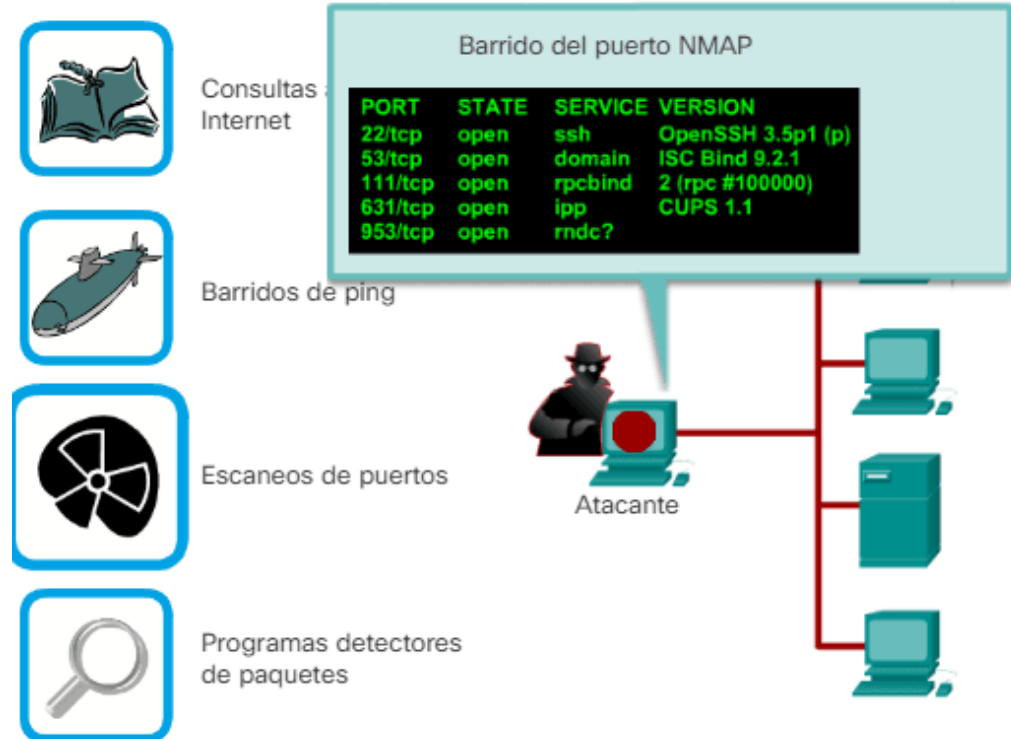 Barrido del puerto NMAP
PORT STATE SERVICE VERSION
22/tcp open ssh OpenSSH 3.5p1 (p)
53/tcp open domain ISC Bind 9.2.1
111/tcp open rpcbind 2 (rpc #100000)
631/tcp open ipp CUPS 1.1
953/tcp open rndc?
Consultas
Internet
Barridos de ping
Escaneos de puertos
Programas detectores
de paquetes
Atacante